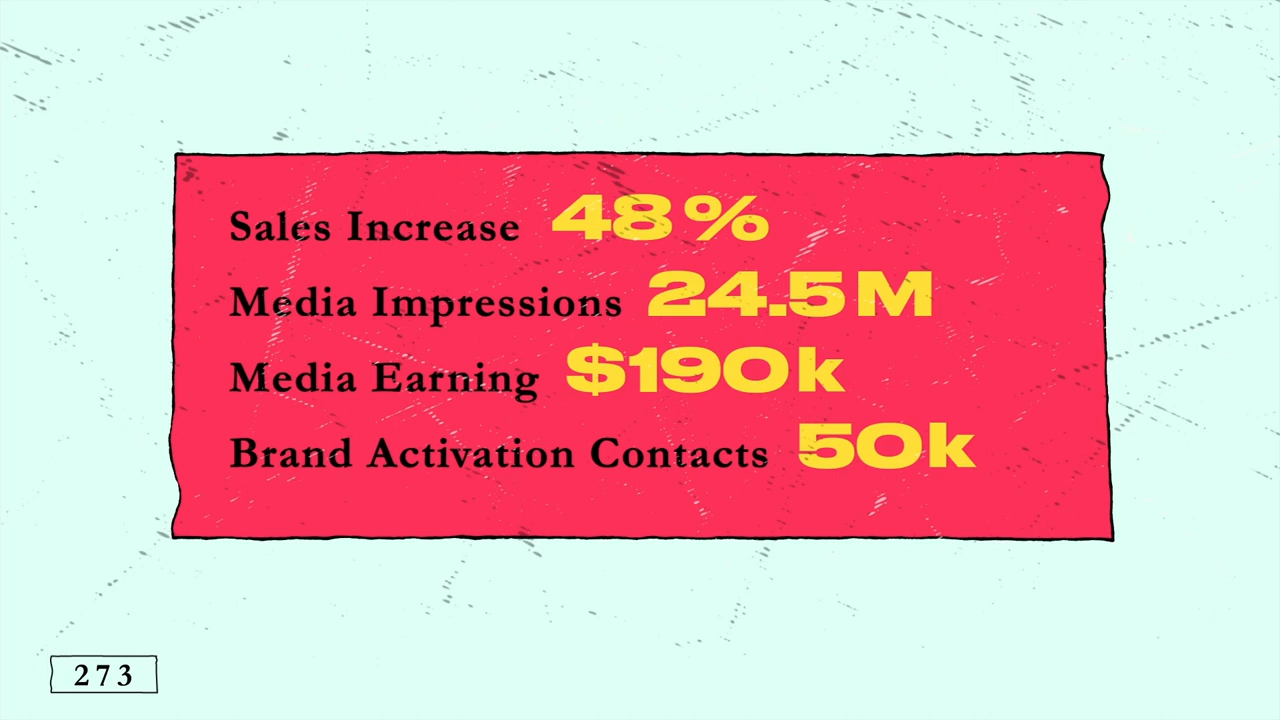 Sales Increase 48%
Media Impressions 24.5M
Media Earning $190k
Brand Activation Contacts 50k
273